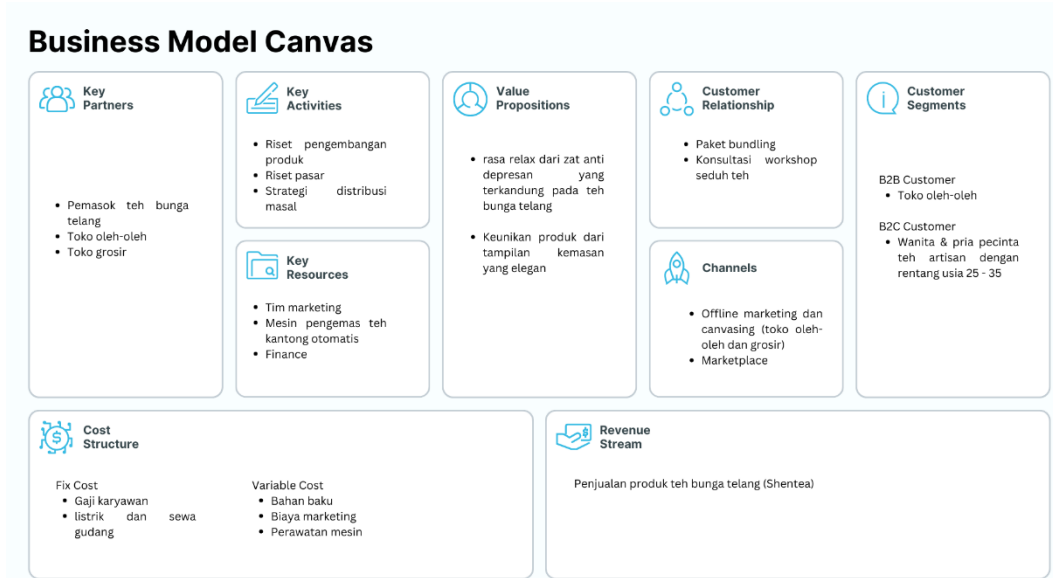 Business Model Canvas
Key
Partners
• Pemasok teh bunga
telang
• Toko oleh-oleh
• Toko grosir
Key
Activities
• Riset pengembangan
produk
• Riset pasar
• Strategi distribusi
masal
Key
Resources
• Tim marketing
• Mesin pengemas teh
kantong otomatis
• Finance
Value
Propositions
• rasa relax dari zat anti
depresan yang
terkandung pada teh
bunga telang
• Keunikan produk dari
tampilan kemasan
yang elegan
Customer
Relationship
• Paket bundling
• Konsultasi workshop
seduh teh
Channels
• Offline marketing dan
canvasing (toko oleh-
oleh dan grosir)
• Marketplace
Customer
Segments
B2B Customer
• Toko oleh-oleh
B2C Customer
• Wanita & pria pecinta
teh artisan dengan
rentang usia 25 - 35
Cost
Structure
Fix Cost
• Gaji karyawan
• listrik dan sewa
gudang
Variable Cost
• Bahan baku
• Biaya marketing
• Perawatan mesin
Revenue
Stream
Penjualan produk teh bunga telang (Shentea)